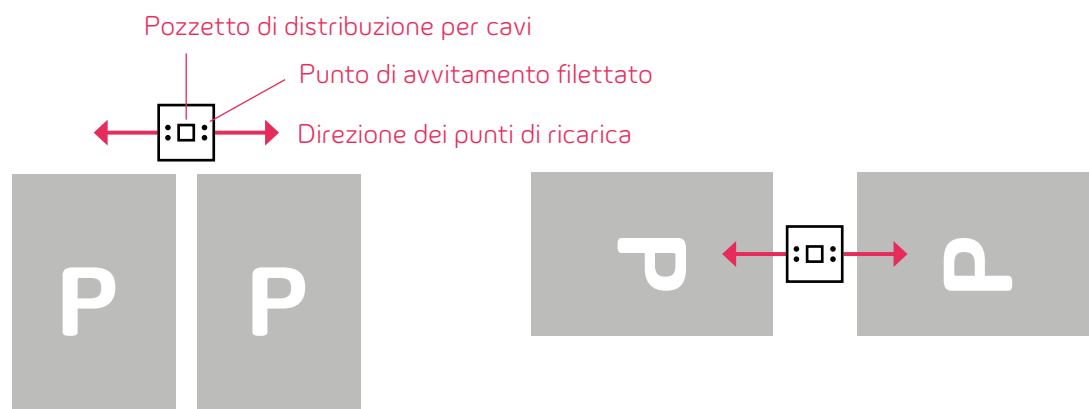 Pozzetto di distribuzione per cavi
Punto di avvitamento filettato
Direzione dei punti di ricarica
P
P
P
P